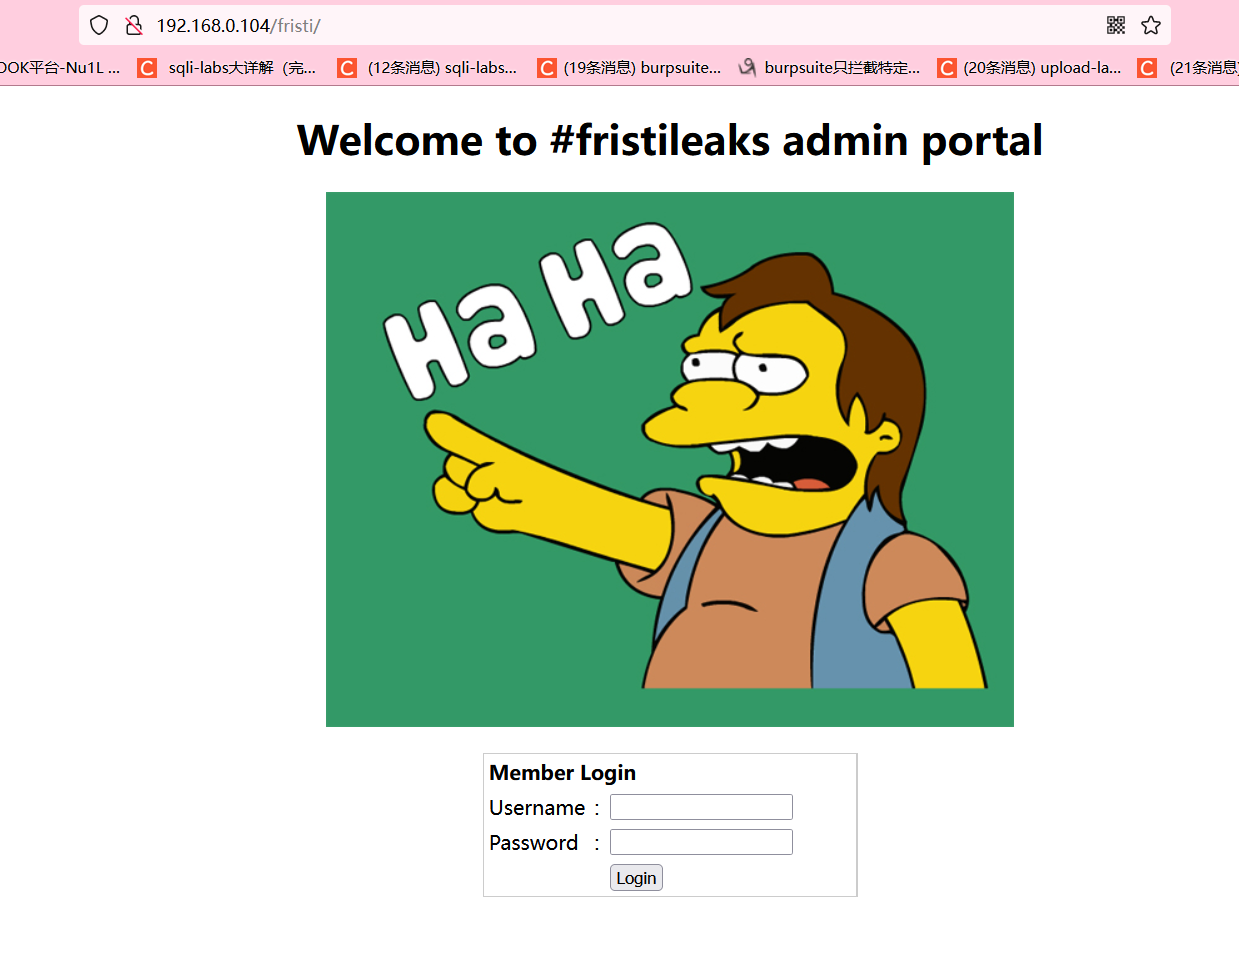 192.168.0.104/fristi/
OOK平台-Nu1L ... sqli-labs大详解（完... (12条消息) sqli-labs... (19条消息) burpsuite... burpsuite只拦截特定... (20条消息) upload-la... (21条消息)
Welcome to #fristileaks admin portal
Ha Ha
Member Login
Username :
Password :
Login